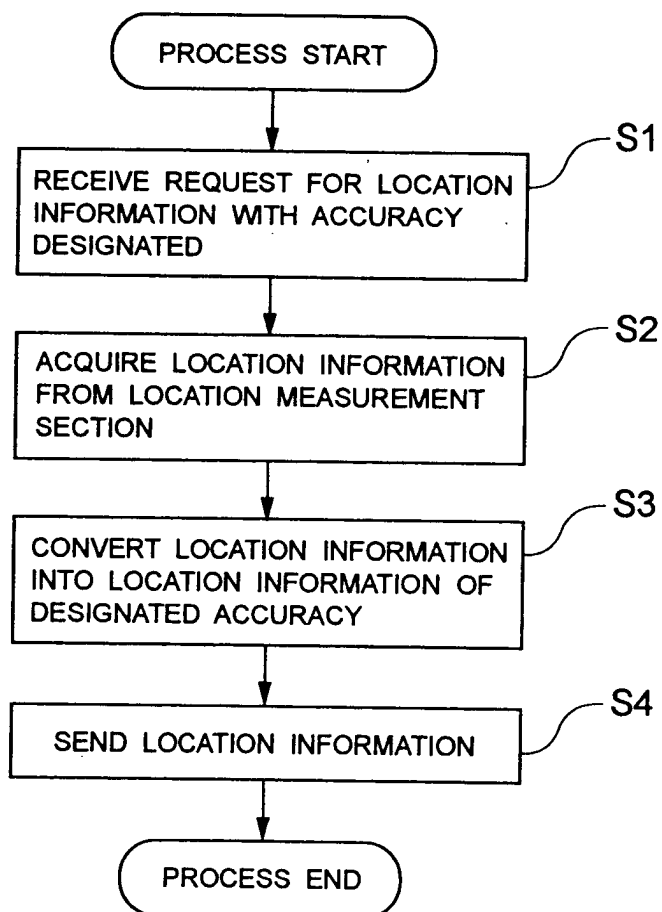 PROCESS START
S1
RECEIVE REQUEST FOR LOCATION
INFORMATION WITH ACCURACY
DESIGNATED
S2
ACQUIRE LOCATION INFORMATION
FROM LOCATION MEASUREMENT
SECTION
S3
CONVERT LOCATION INFORMATION
INTO LOCATION INFORMATION OF
DESIGNATED ACCURACY
S4
SEND LOCATION INFORMATION
PROCESS END